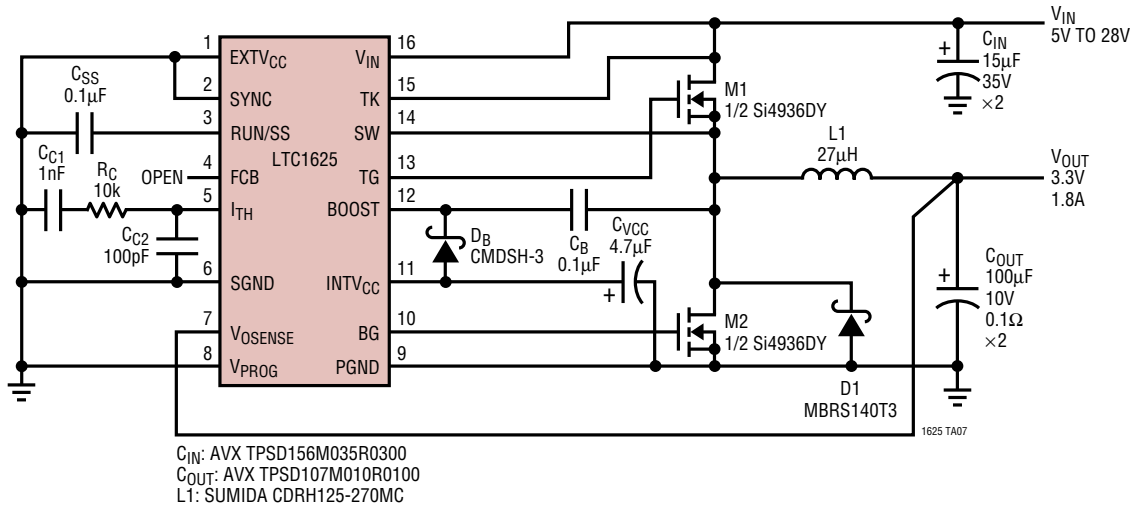 VIN
5V TO 28V
CIN
15µF
35V
×2
1
EXTVCC
2
SYNC
3
RUN/SS
4
FCB
5
ITH
6
SGND
7
VOSENSE
8
VPROG
LTC1625
16
VIN
15
TK
14
SW
13
TG
12
BOOST
11
INTVCC
10
BG
9
PGND
CSS
0.1µF
CC1
1nF
RC
10k
OPEN
CC2
100pF
M1
1/2 Si4936DY
L1
27µH
VOUT
3.3V
1.8A
DB
CMDSH-3
CB
0.1µF
CVCC
4.7µF
+
+
+
M2
1/2 Si4936DY
COUT
100µF
10V
0.1Ω
×2
D1
MBRS140T3
1625 TA07
CIN: AVX TPSD156M035R0300
COUT: AVX TPSD107M010R0100
L1: SUMIDA CDRH125-270MC